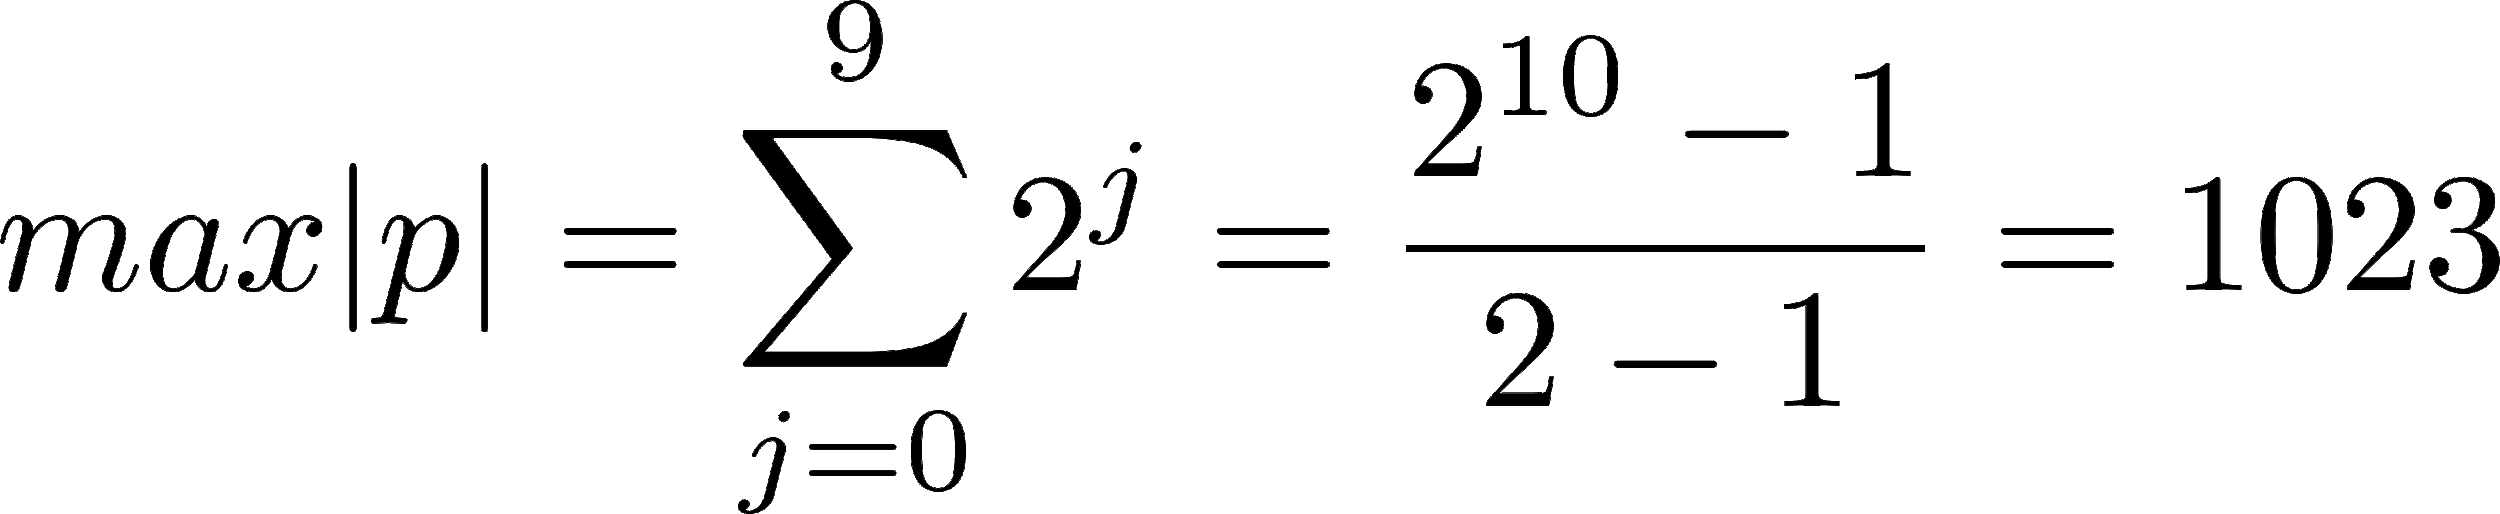 max|p| = \sum_{j=0}^{9} 2^j = \frac{2^{10} - 1}{2 - 1} = 1023